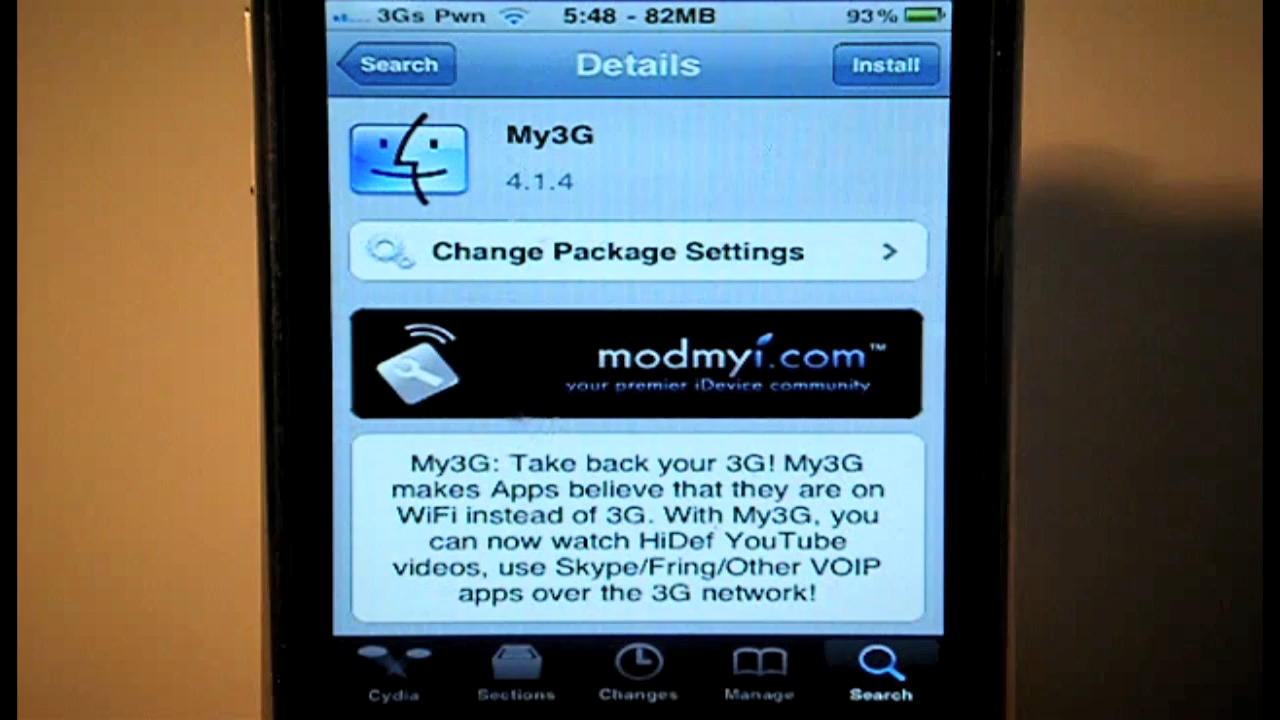 3Gs Pwn 5:48 - 82MB 93%
Search Details Install
My3G
4.1.4
Change Package Settings >
modmyi.com™
your premier iDevice community
My3G: Take back your 3G! My3G
makes Apps believe that they are on
WiFi instead of 3G. With My3G, you
can now watch HiDef YouTube
videos, use Skype/Fring/Other VOIP
apps over the 3G network!
Cydia Sections Changes Manage Search